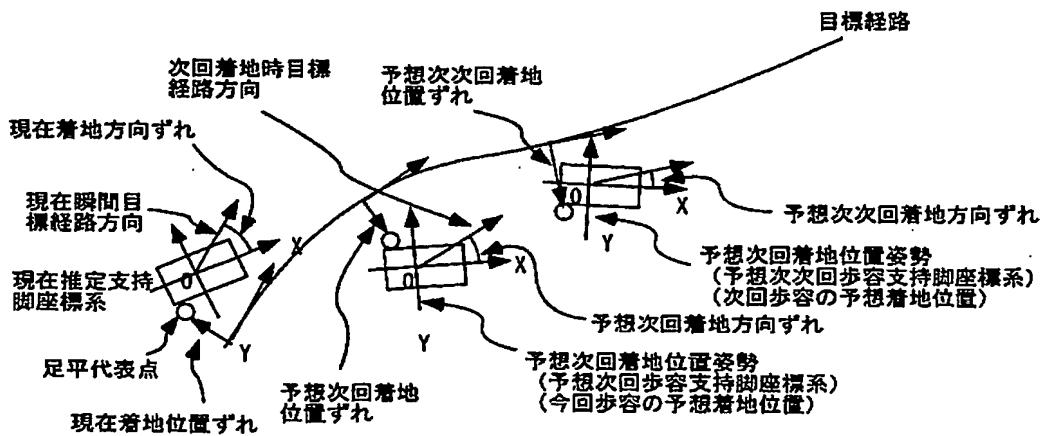 目標経路
次回着地時目標
経路方向
予想次次回着地
位置ずれ
現在着地方向ずれ
現在瞬間目
標経路方向
X
0
現在推定支持
脚座標系
Y
足平代表点
現在着地位置ずれ
予想次回着地
位置ずれ
0
X
Y
予想次回着地方向ずれ
予想次回着地位置姿勢
(予想次回歩容支持脚座標系)
(今回歩容の予想着地位置)
0
X
Y
予想次次回着地方向ずれ
予想次次回着地位置姿勢
(予想次次回歩容支持脚座標系)
(次回歩容の予想着地位置)